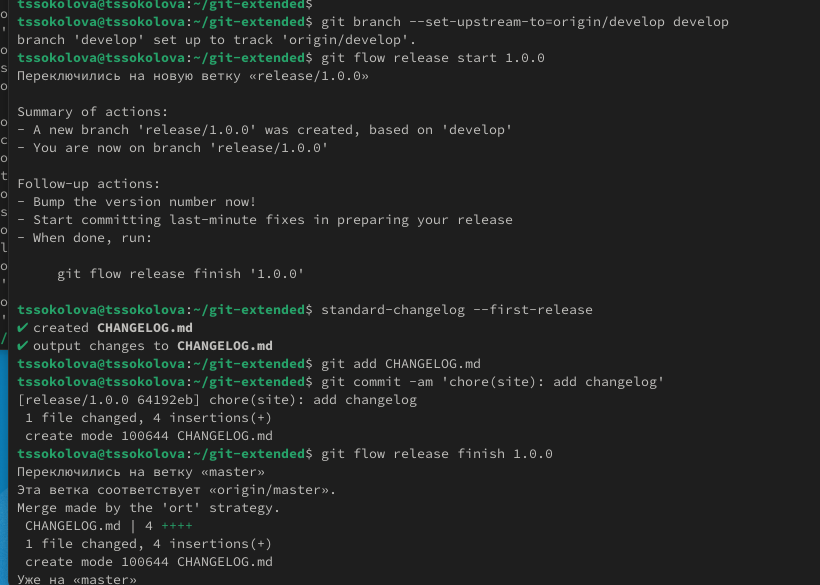 tssokolova@tssokolova:~/git-extended$
tssokolova@tssokolova:~/git-extended$ git branch --set-upstream-to=origin/develop develop
branch 'develop' set up to track 'origin/develop'.
tssokolova@tssokolova:~/git-extended$ git flow release start 1.0.0
Переключились на новую ветку «release/1.0.0»
Summary of actions:
- A new branch 'release/1.0.0' was created, based on 'develop'
- You are now on branch 'release/1.0.0'
Follow-up actions:
- Bump the version number now!
- Start committing last-minute fixes in preparing your release
- When done, run:
git flow release finish '1.0.0'
tssokolova@tssokolova:~/git-extended$ standard-changelog --first-release
✔ created CHANGELOG.md
✔ output changes to CHANGELOG.md
tssokolova@tssokolova:~/git-extended$ git add CHANGELOG.md
tssokolova@tssokolova:~/git-extended$ git commit -am 'chore(site): add changelog'
[release/1.0.0 64192eb] chore(site): add changelog
1 file changed, 4 insertions(+)
create mode 100644 CHANGELOG.md
tssokolova@tssokolova:~/git-extended$ git flow release finish 1.0.0
Переключились на ветку «master»
Эта ветка соответствует «origin/master».
Merge made by the 'ort' strategy.
CHANGELOG.md | 4 ++++
1 file changed, 4 insertions(+)
create mode 100644 CHANGELOG.md
Уже на «master»